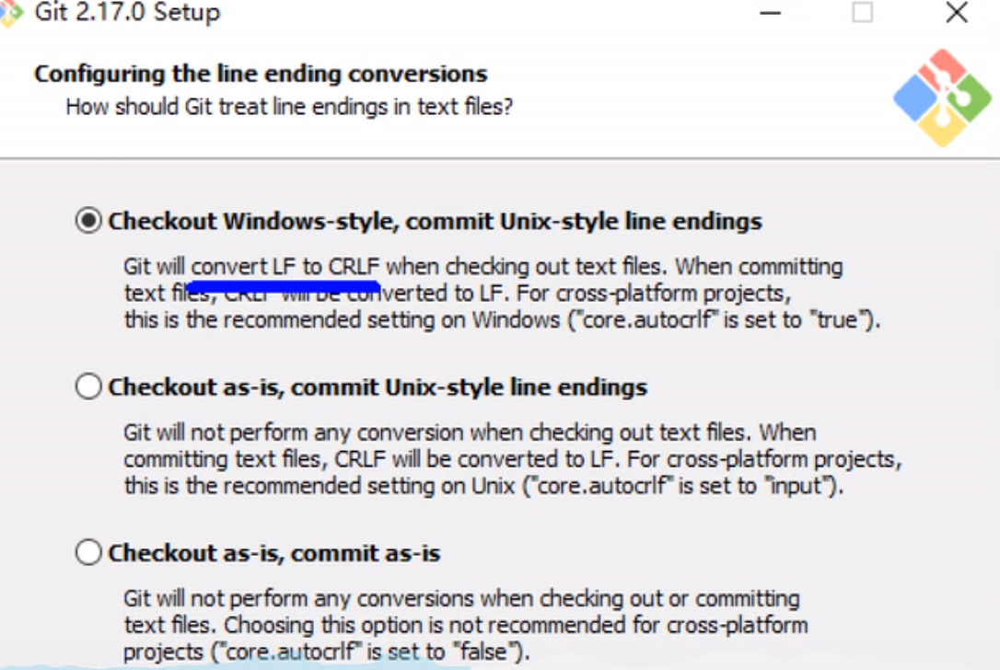 Git 2.17.0 Setup
Configuring the line ending conversions
How should Git treat line endings in text files?
Checkout Windows-style, commit Unix-style line endings
Git will convert LF to CRLF when checking out text files. When committing
text files, CRLF will be converted to LF. For cross-platform projects,
this is the recommended setting on Windows ("core.autocrlf" is set to "true").
Checkout as-is, commit Unix-style line endings
Git will not perform any conversion when checking out text files. When
committing text files, CRLF will be converted to LF. For cross-platform projects,
this is the recommended setting on Unix ("core.autocrlf" is set to "input").
Checkout as-is, commit as-is
Git will not perform any conversions when checking out or committing
text files. Choosing this option is not recommended for cross-platform
projects ("core.autocrlf" is set to "false").